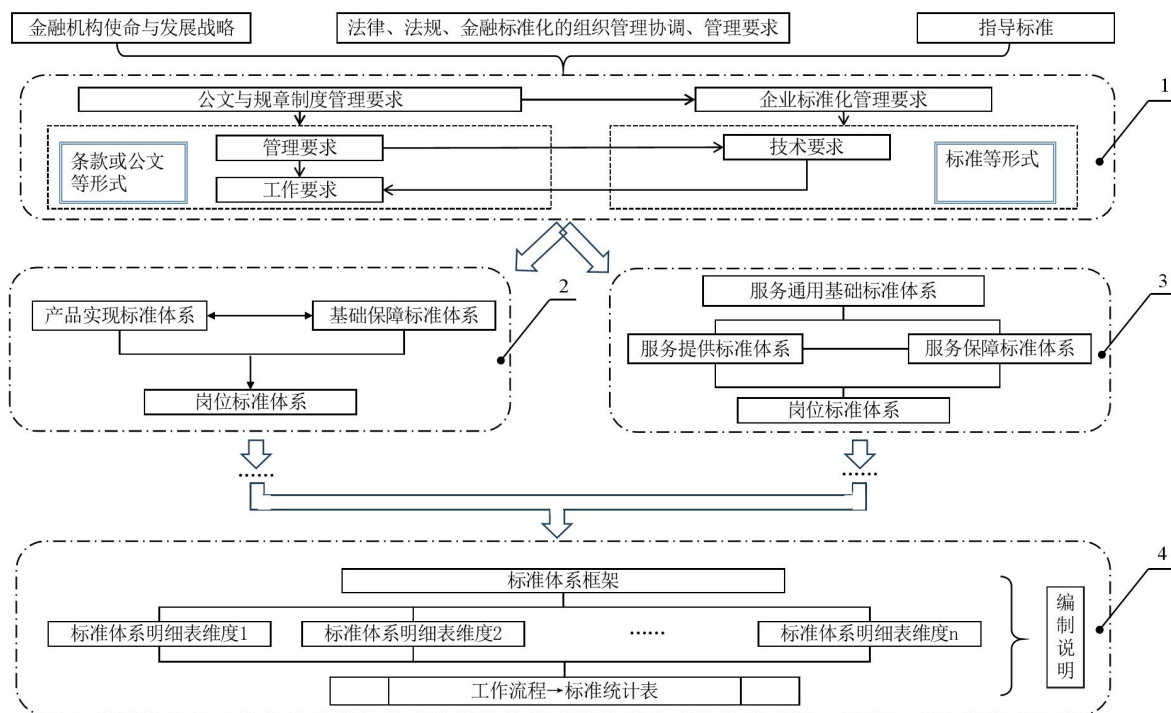 金融机构使命与发展战略
法律、法规、金融标准化的组织管理协调、管理要求
指导标准
1
公文与规章制度管理要求
企业标准化管理要求
条款或公文
等形式
管理要求
工作要求
技术要求
标准等形式
2
产品实现标准体系
基础保障标准体系
岗位标准体系
3
服务通用基础标准体系
服务提供标准体系
服务保障标准体系
岗位标准体系
……
……
4
标准体系框架
标准体系明细表维度1
标准体系明细表维度2
……
标准体系明细表维度n
工作流程→标准统计表
编
制
说
明